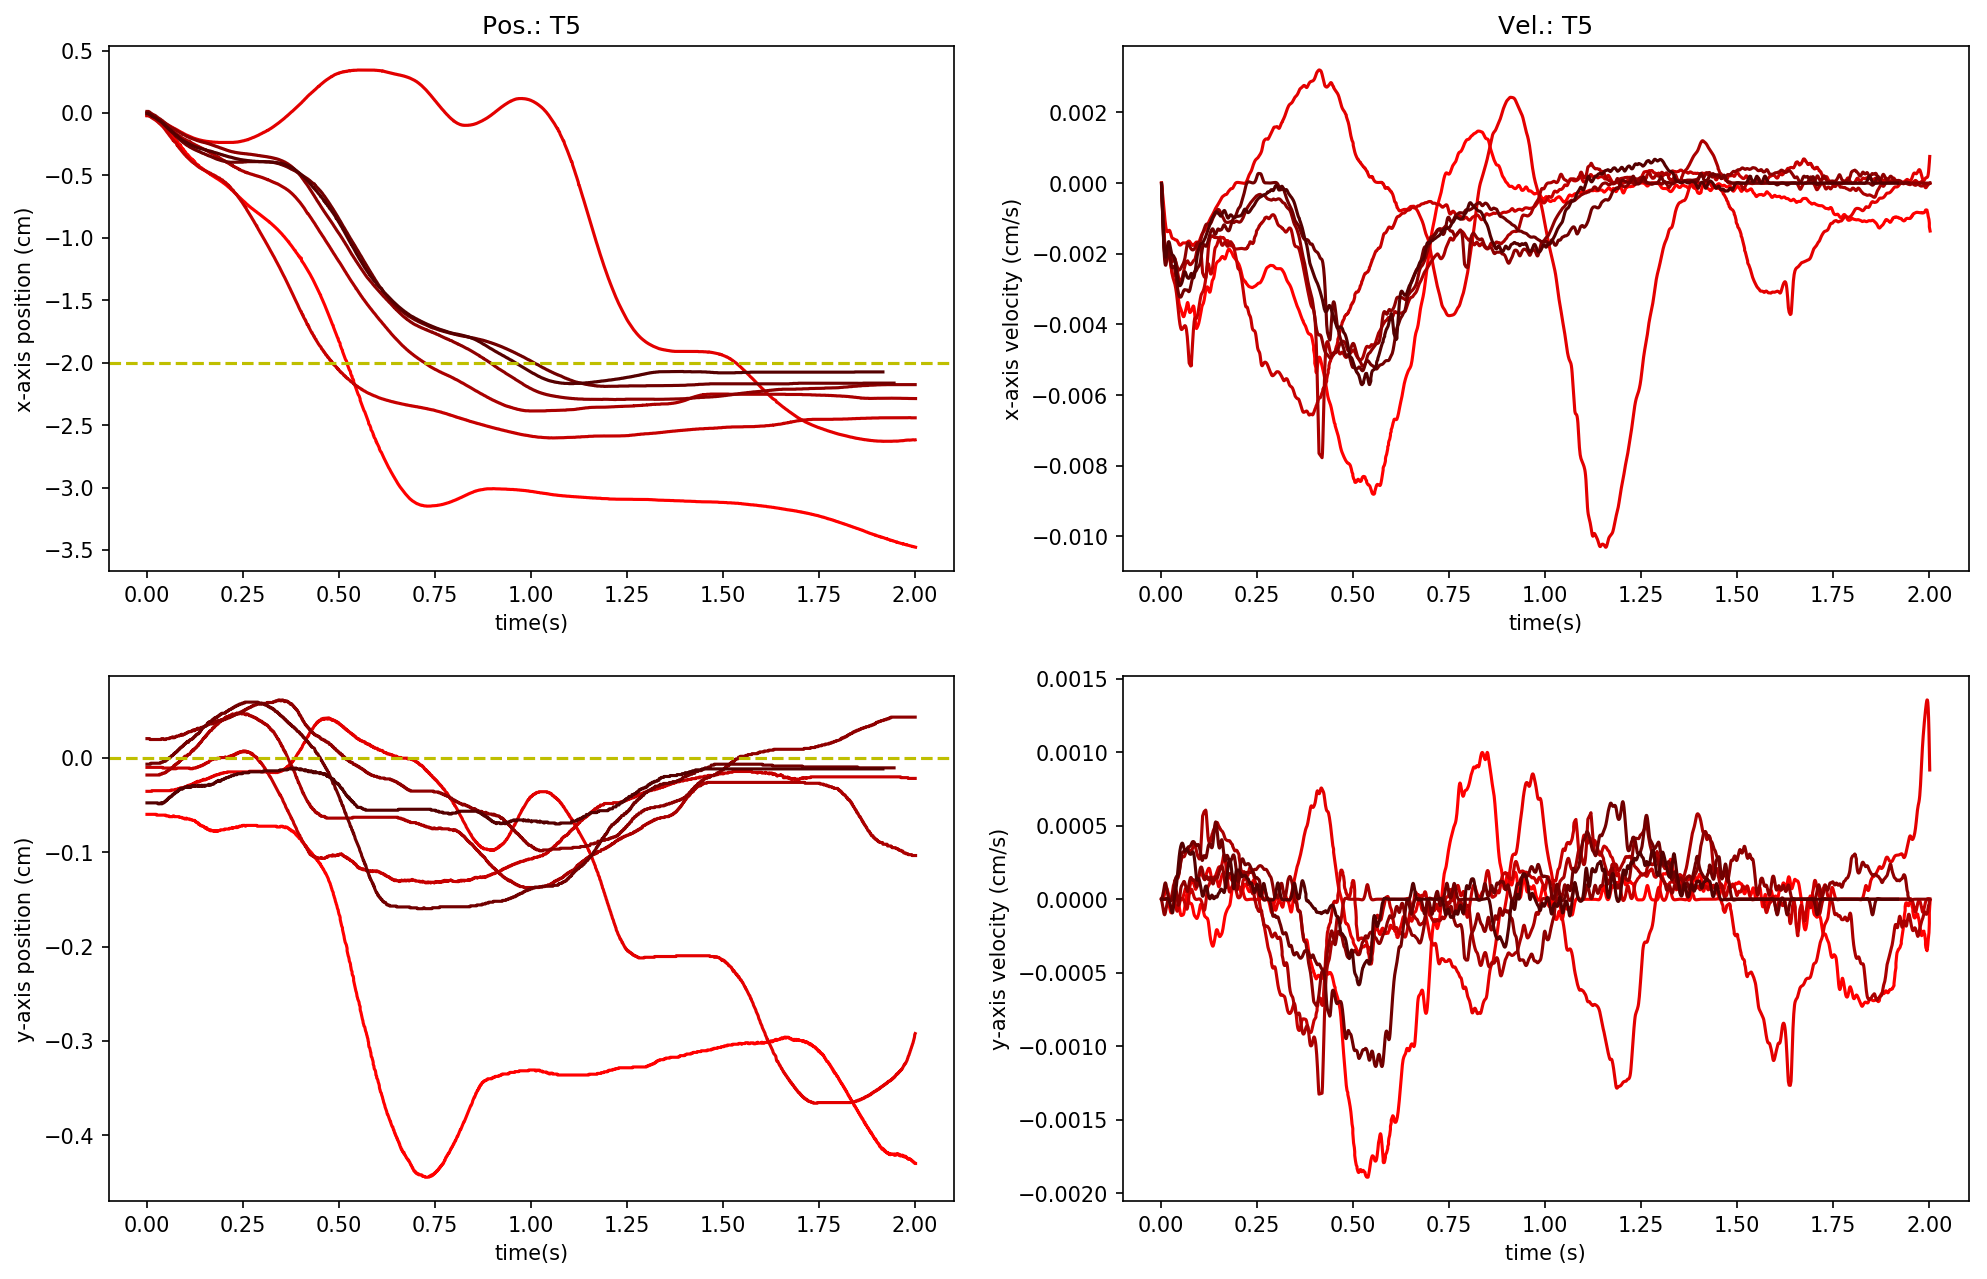 Pos.: T5
0.5
0.0
−0.5
−1.0
−1.5
−2.0
−2.5
−3.0
−3.5
x-axis position (cm)
0.00 0.25 0.50 0.75 1.00 1.25 1.50 1.75 2.00
time(s)
Vel.: T5
0.002
0.000
−0.002
−0.004
−0.006
−0.008
−0.010
x-axis velocity (cm/s)
0.00 0.25 0.50 0.75 1.00 1.25 1.50 1.75 2.00
time(s)
0.0
−0.1
−0.2
−0.3
−0.4
y-axis position (cm)
0.00 0.25 0.50 0.75 1.00 1.25 1.50 1.75 2.00
time(s)
0.0015
0.0010
0.0005
0.0000
−0.0005
−0.0010
−0.0015
−0.0020
y-axis velocity (cm/s)
0.00 0.25 0.50 0.75 1.00 1.25 1.50 1.75 2.00
time (s)